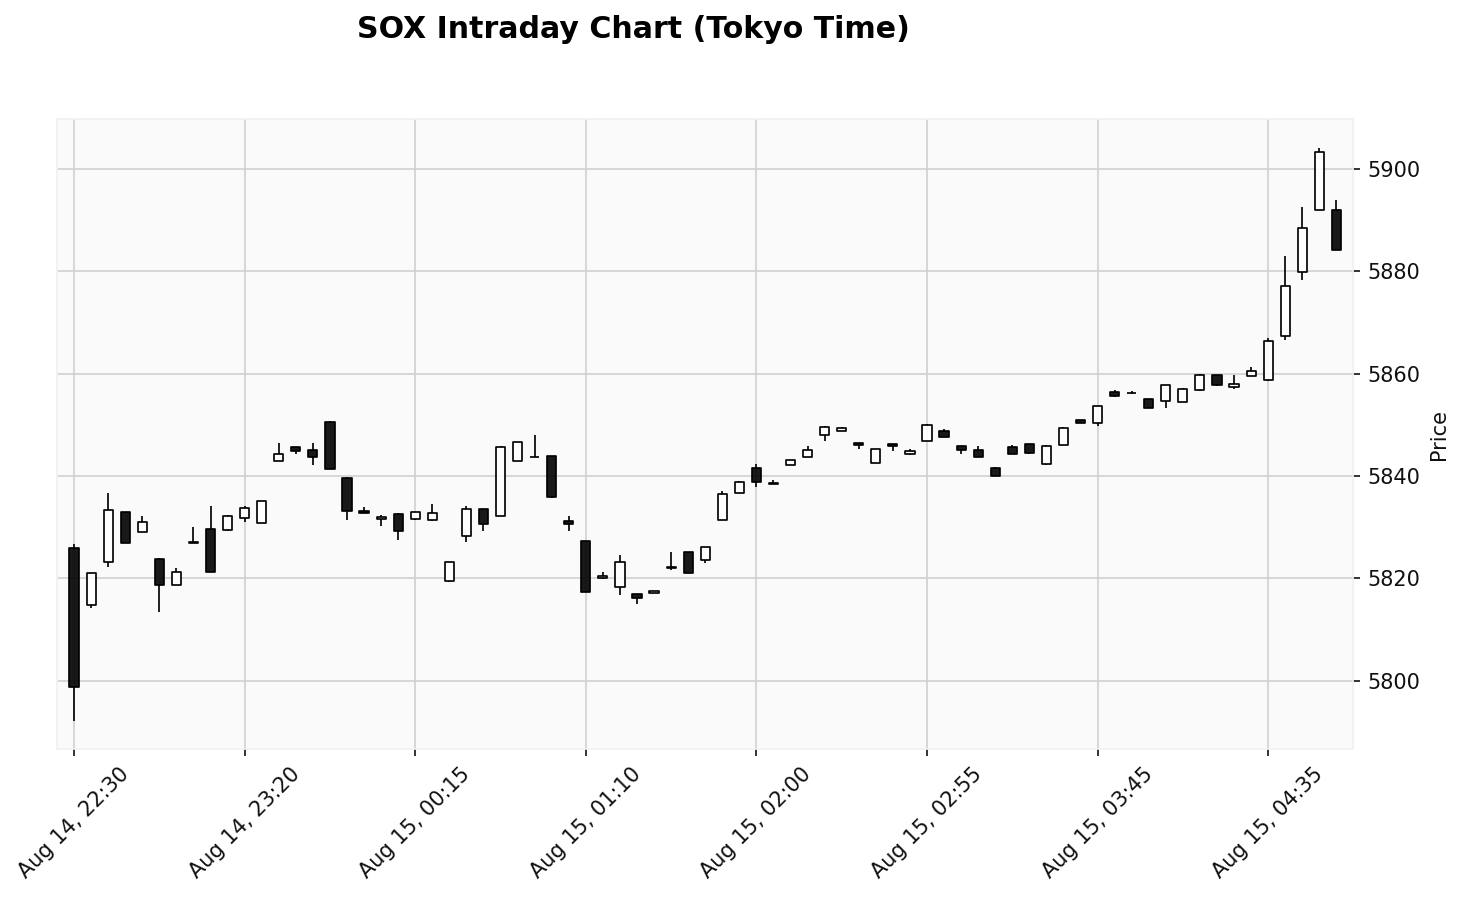 SOX Intraday Chart (Tokyo Time)
5900
5880
5860
5840
5820
5800
Price
Aug 14, 22:30
Aug 14, 23:20
Aug 15, 00:15
Aug 15, 01:10
Aug 15, 02:00
Aug 15, 02:55
Aug 15, 03:45
Aug 15, 04:35